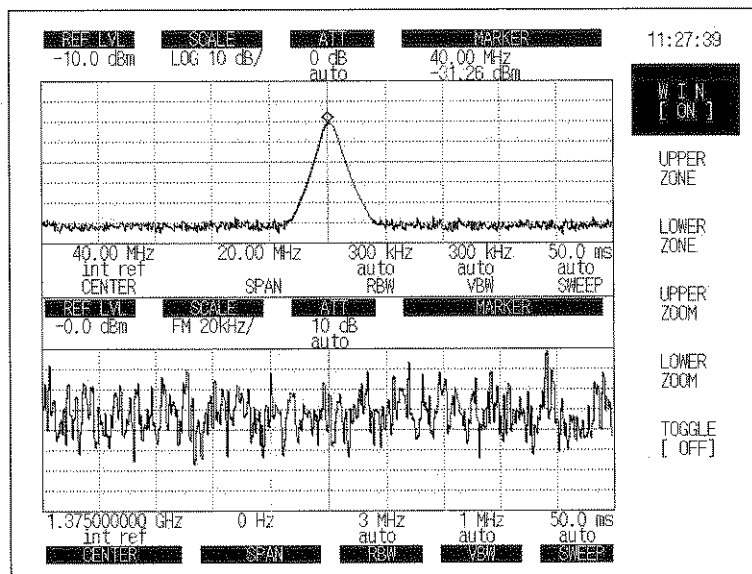 REF LVL SCALE ATT MARKER 11:27:39
-10.0 dBm LOG 10 dB/ 0 dB 40.00 MHz
auto -31.26 dBm
W I N
[ ON ]
UPPER
ZONE
LOWER
ZONE
UPPER
ZOOM
LOWER
ZOOM
TOGGLE
[ OFF]
40.00 MHz 20.00 MHz 300 kHz 300 kHz 50.0 ms
int ref auto auto auto
CENTER SPAN RBW VBW SWEEP
REF LVL SCALE ATT MARKER
-0.0 dBm FM 20kHz/ 10 dB
auto
1.375000000 GHz 0 Hz 3 MHz 1 MHz 50.0 ms
int ref auto auto auto
CENTER SPAN RBW VBW SWEEP